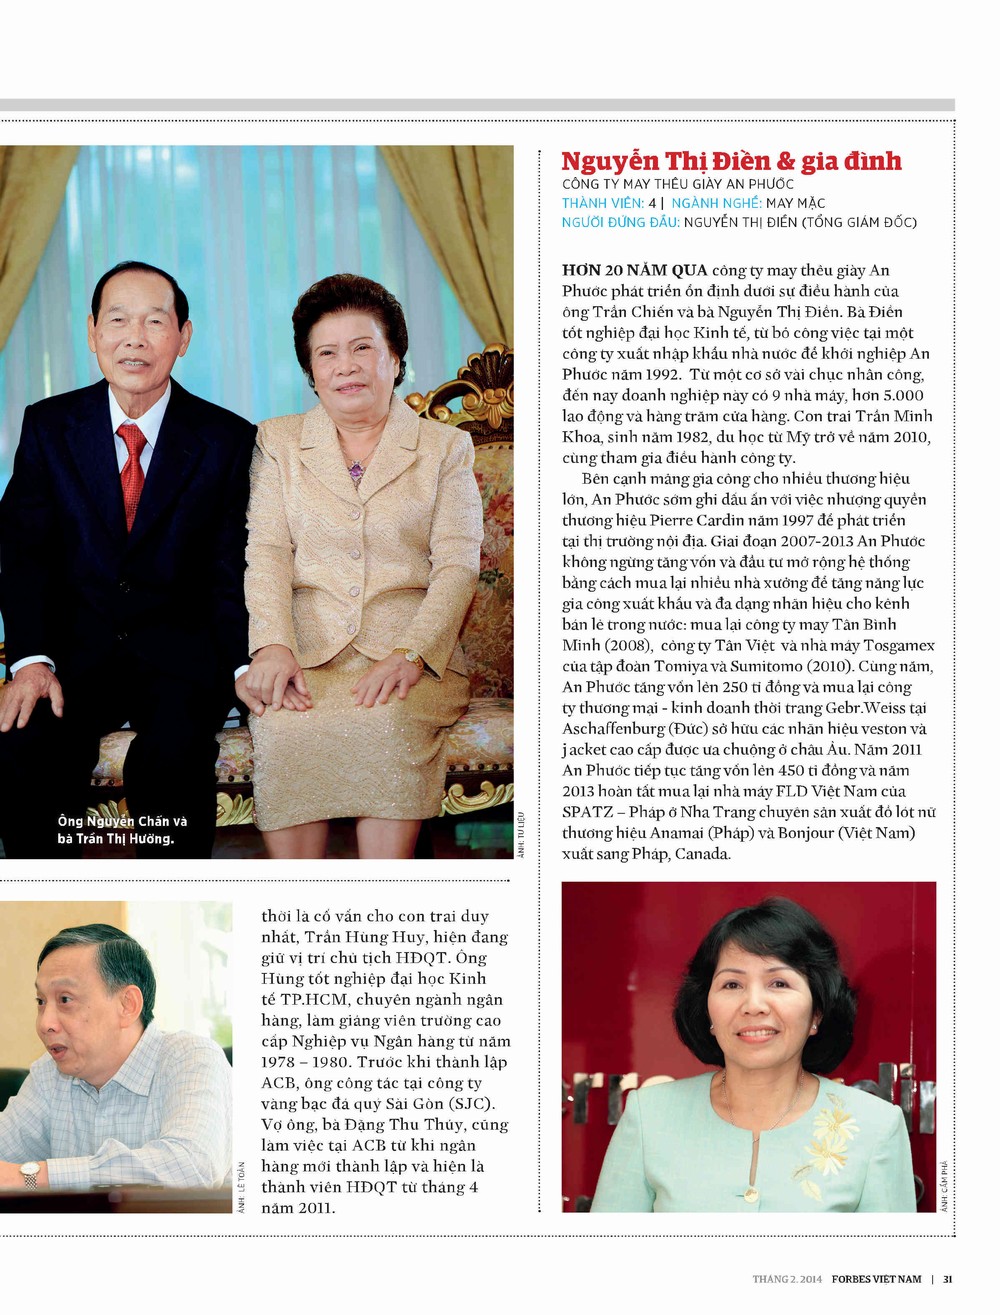 Ông Nguyễn Chấn và
bà Trần Thị Hường.
ẢNH: TƯ LIỆU
thời là cố vấn cho con trai duy
nhất, Trần Hùng Huy, hiện đang
giữ vị trí chủ tịch HĐQT. Ông
Hùng tốt nghiệp đại học Kinh
tế TP.HCM, chuyên ngành ngân
hàng, làm giảng viên trường cao
cấp Nghiệp vụ Ngân hàng từ năm
1978 – 1980. Trước khi thành lập
ACB, ông công tác tại công ty
vàng bạc đá quý Sài Gòn (SJC).
Vợ ông, bà Đặng Thu Thủy, cũng
làm việc tại ACB từ khi ngân
hàng mới thành lập và hiện là
thành viên HĐQT từ tháng 4
năm 2011.
ẢNH: LÊ TOÀN
Nguyễn Thị Điền & gia đình
CÔNG TY MAY THÊU GIÀY AN PHƯỚC
THÀNH VIÊN: 4 | NGÀNH NGHỀ: MAY MẶC
NGƯỜI ĐỨNG ĐẦU: NGUYỄN THỊ ĐIỀN (TỔNG GIÁM ĐỐC)
HƠN 20 NĂM QUA công ty may thêu giày An
Phước phát triển ổn định dưới sự điều hành của
ông Trần Chiến và bà Nguyễn Thị Điền. Bà Điền
tốt nghiệp đại học Kinh tế, từ bỏ công việc tại một
công ty xuất nhập khẩu nhà nước để khởi nghiệp An
Phước năm 1992. Từ một cơ sở vài chục nhân công,
đến nay doanh nghiệp này có 9 nhà máy, hơn 5.000
lao động và hàng trăm cửa hàng. Con trai Trần Minh
Khoa, sinh năm 1982, du học từ Mỹ trở về năm 2010,
cùng tham gia điều hành công ty.
Bên cạnh mảng gia công cho nhiều thương hiệu
lớn, An Phước sớm ghi dấu ấn với việc nhượng quyền
thương hiệu Pierre Cardin năm 1997 để phát triển
tại thị trường nội địa. Giai đoạn 2007-2013 An Phước
không ngừng tăng vốn và đầu tư mở rộng hệ thống
bằng cách mua lại nhiều nhà xưởng để tăng năng lực
gia công xuất khẩu và đa dạng nhãn hiệu cho kênh
bán lẻ trong nước: mua lại công ty may Tân Bình
Minh (2008), công ty Tân Việt và nhà máy Tosgamex
của tập đoàn Tomiya và Sumitomo (2010). Cùng năm,
An Phước tăng vốn lên 250 tỉ đồng và mua lại công
ty thương mại - kinh doanh thời trang Gebr.Weiss tại
Aschaffenburg (Đức) sở hữu các nhãn hiệu veston và
jacket cao cấp được ưa chuộng ở châu Âu. Năm 2011
An Phước tiếp tục tăng vốn lên 450 tỉ đồng và năm
2013 hoàn tất mua lại nhà máy FLD Việt Nam của
SPATZ – Pháp ở Nha Trang chuyên sản xuất đồ lót nữ
thương hiệu Anamai (Pháp) và Bonjour (Việt Nam)
xuất sang Pháp, Canada.
ẢNH: CẨM PHẢ
THÁNG 2. 2014 FORBES VIỆT NAM | 31